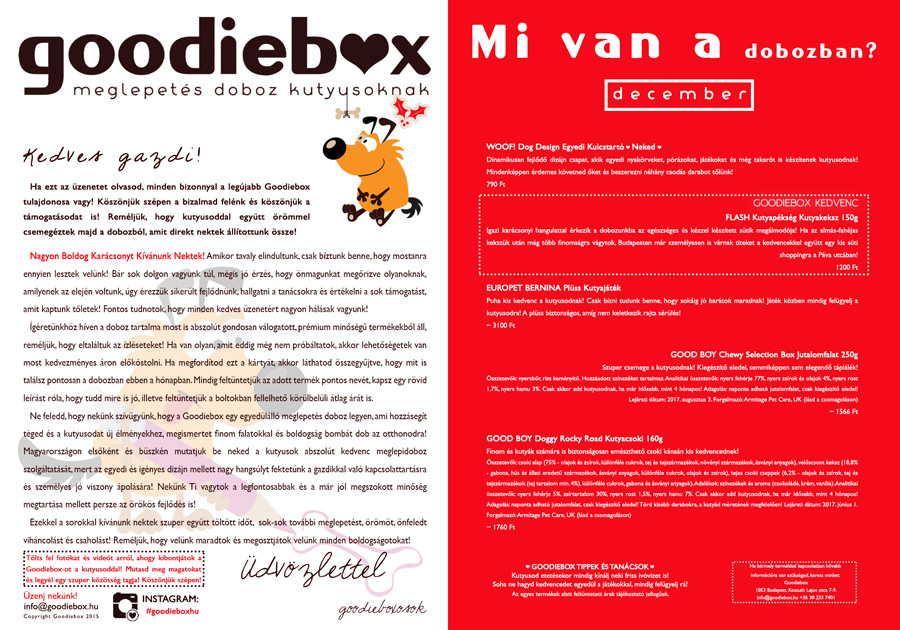 goodiebox
meglepetés doboz kutyusoknak
Kedves gazdi!
Ha ezt az üzenetet olvasod, minden bizonnyal a legújabb Goodiebox
tulajdonosa vagy! Köszönjük szépen a bizalmad felénk és köszönjük a
támogatásodat is! Reméljük, hogy kutyusoddal együtt örömmel
csemegéztek majd a dobozból, amit direkt nektek állítottunk össze!
Nagyon Boldog Karácsonyt Kívánunk Nektek! Amikor tavaly elindultunk, csak bíztunk benne, hogy mostanra
ennyien lesztek velünk! Bár sok dolgon vagyunk túl, mégis jó érzés, hogy önmagunkat megőrizve olyanoknak,
amilyenek az elején voltunk, úgy érezzük sikerült fejlődnünk, hallgatni a tanácsokra és értékelni a sok támogatást,
amit kaptunk tőletek! Fontos tudnotok, hogy minden kedves üzenetért nagyon hálásak vagyunk!
Ígéretünkhöz híven a doboz tartalma most is abszolút gondosan válogatott, prémium minőségű termékekből áll,
reméljük, hogy eltaláltuk az ízléseteket! Ha van olyan, amit eddig még nem próbáltatok, akkor lehetőségetek van
most kedvezményes áron előkóstolni. Ha megfordítod ezt a kártyát, akkor láthatod összegyűjtve, hogy mit is
találsz pontosan a dobozban ebben a hónapban. Mindig feltüntetjük az adott termék pontos nevét, kapsz egy rövid
leírást róla, hogy tudd mire is jó, illetve feltüntetjük a boltokban fellelhető körülbelüli átlag árát is.
Ne feledd, hogy nekünk szívügyünk, hogy a Goodiebox egy egyedülálló meglepetés doboz legyen, ami hozzásegít
téged és a kutyusodat új élményekhez, megismertet finom falatokkal és boldogság bombát dob az otthonodra!
Magyarországon elsőként és büszkén mutatjuk be neked a kutyusok abszolút kedvenc meglepidoboz
szolgáltatását, mert az egyedi és igényes dizájn mellett nagy hangsúlyt fektetünk a gazdikkal való kapcsolattartásra
és személyes jó viszony ápolására! Nekünk Ti vagytok a legfontosabbak és a már jól megszokott minőség
megtartása mellett persze az örökös fejlődés is!
Ezekkel a sorokkal kívánunk nektek szuper együtt töltött időt, sok-sok további meglepetést, örömöt, önfeledt
vihancolást és csaholást! Reméljük, hogy velünk maradtok és megosztjátok velünk minden boldogságotokat!
Tölts fel fotókat és videót arról, ahogy kibontjátok a
Goodiebox-ot a kutyusoddal! Mutasd meg magatokat
és legyél egy szuper közösség tagja! Köszönjük szépen!
Üdvözlettel
goodieboxosok
Üzenj nekünk!
info@goodiebox.hu
Copyright Goodiebox 2015
INSTAGRAM:
#goodieboxhu
Mi van a dobozban?
december
WOOF! Dog Design Egyedi Kulcstartó ♥ Neked ♥
Dinamikusan fejlődő dizájn csapat, akik egyedi nyakörveket, pórázokat, játékokat és még takarót is készítenek kutyusodnak!
Mindenképpen érdemes követned őket és beszerezni néhány csodás darabot tőlünk!
790 Ft
GOODIEBOX KEDVENC
FLASH Kutyapékség Kutyakeksz 150g
Igazi karácsonyi hangulattal érkezik a dobozunkba az egészséges és kézzel készített sütik megálmodója! Ha az almás-fahéjas
kekszük után még több finomságra vágytok, Budapesten már személyesen is várnak titeket a kedvencekkel együtt egy kis süti
shoppingra a Páva utcában!
1200 Ft
EUROPET BERNINA Plüss Kutyajáték
Puha kis kedvenc a kutyusodnak! Csak bízni tudunk benne, hogy sokáig jó barátok maradnak! Játék közben mindig felügyelj a
kutyusodra! A plüss biztonságos, amíg nem keletkezik rajta sérülés!
~ 3100 Ft
GOOD BOY Chewy Selection Box Jutalomfalat 250g
Szuper csemege a kutyusodnak! Kiegészítő eledel, semmiképpen sem elegendő táplálék!
Összetevők: nyersbőr, rizs keményítő. Hozzáadott színezéket tartalmaz. Analitikai összetevők: nyers fehérje 77%, nyers zsírok és olajok 4%, nyers rost
1,7%, nyers hamu 3%. Csak akkor add kutyusodnak, ha már idősebb, mint 4 hónapos! Adagolás: naponta adható jutalomfalat, csak kiegészítő eledel!
Lejárati dátum: 2017. augusztus 3. Forgalmazó: Armitage Pet Care, UK (lásd a csomagoláson)
~ 1566 Ft
GOOD BOY Doggy Rocky Road Kutyacsoki 160g
Finom és kutyák számára is biztonságosan emészthető csoki kánaán kis kedvencednek!
Összetevők: csoki alap (75% - olajok és zsírok, különféle cukrok, tej és tejszármazékok, növényi származékok, ásványi anyagok), velőscsont keksz (18,8%
- gabona, hús és állati eredetű származékok, ásványi anyagok, különféle cukrok, olajok és zsírok), tejes csoki cseppek (6,2% - olajok és zsírok, tej és
tejszármazékok (tej tartalom min. 4%), különféle cukrok, gabona és ásványi anyagok). Adalékok: színezékek és aroma (csokoládé, krém, vanília). Analitikai
összetevők: nyers fehérje 5%, zsírtartalom 30%, nyers rost 1,5%, nyers hamu 7%. Csak akkor add kutyusodnak, ha már idősebb, mint 4 hónapos!
Adagolás: naponta adható jutalomfalat, csak kiegészítő eledel! Törd kisebb darabokra, a kutyád méretének megfelelően! Lejárati dátum: 2017. június 1.
Forgalmazó: Armitage Pet Care, UK (lásd a csomagoláson)
~ 1760 Ft
♥ GOODIEBOX TIPPEK ÉS TANÁCSOK ♥
Kutyusod etetésekor mindig kínálj neki friss ivóvizet is!
Soha ne hagyd kedvencedet egyedül a játékokkal, mindig felügyelj rá!
Az egyes termékek alatt feltüntetett árak tájékoztató jellegűek.
Ha bármely termékkel kapcsolatban bővebb
információra van szükséged, keress minket:
Goodiebox
1053 Budapest, Kossuth Lajos utca 7-9.
info@goodiebox.hu +36 30 233 7401